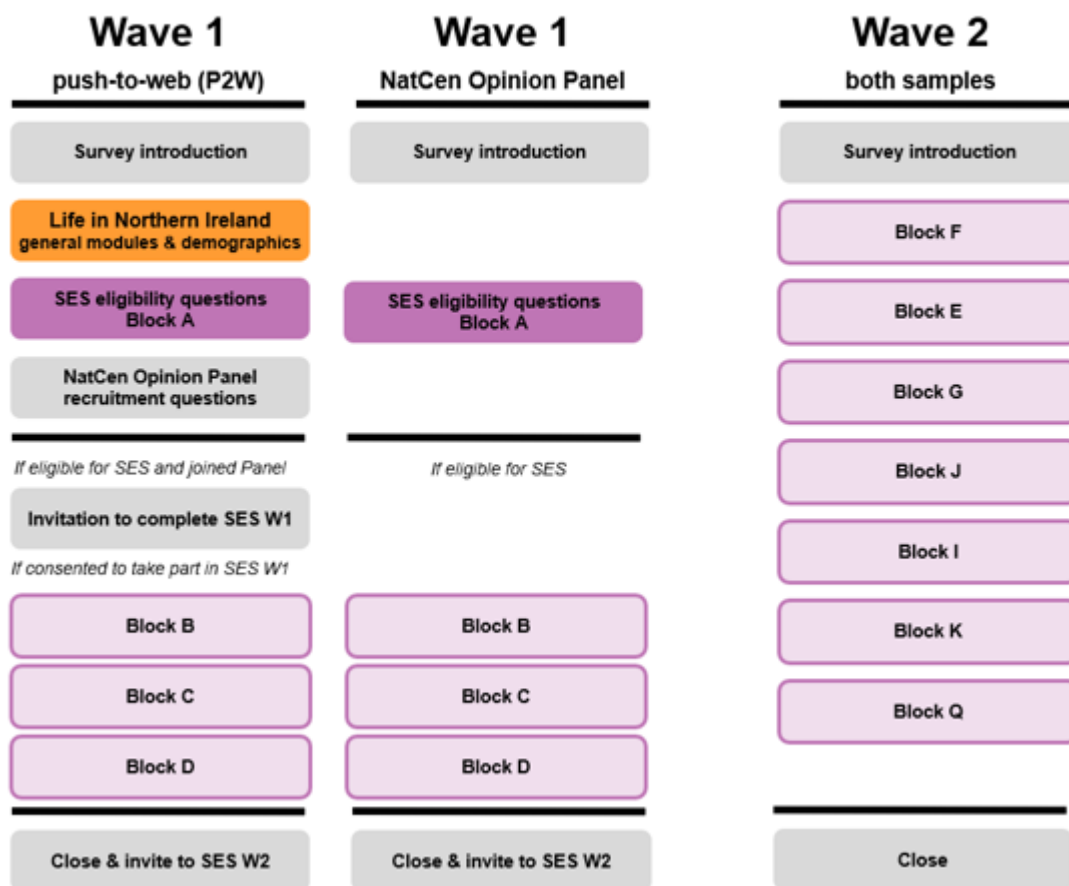 Wave 1
push-to-web (P2W)
Survey introduction
Life in Northern Ireland
general modules & demographics
SES eligibility questions
Block A
NatCen Opinion Panel
recruitment questions
If eligible for SES and joined Panel
Invitation to complete SES W1
If consented to take part in SES W1
Block B
Block C
Block D
Close & invite to SES W2
Wave 1
NatCen Opinion Panel
Survey introduction
SES eligibility questions
Block A
If eligible for SES
Block B
Block C
Block D
Close & invite to SES W2
Wave 2
both samples
Survey introduction
Block F
Block E
Block G
Block J
Block I
Block K
Block Q
Close